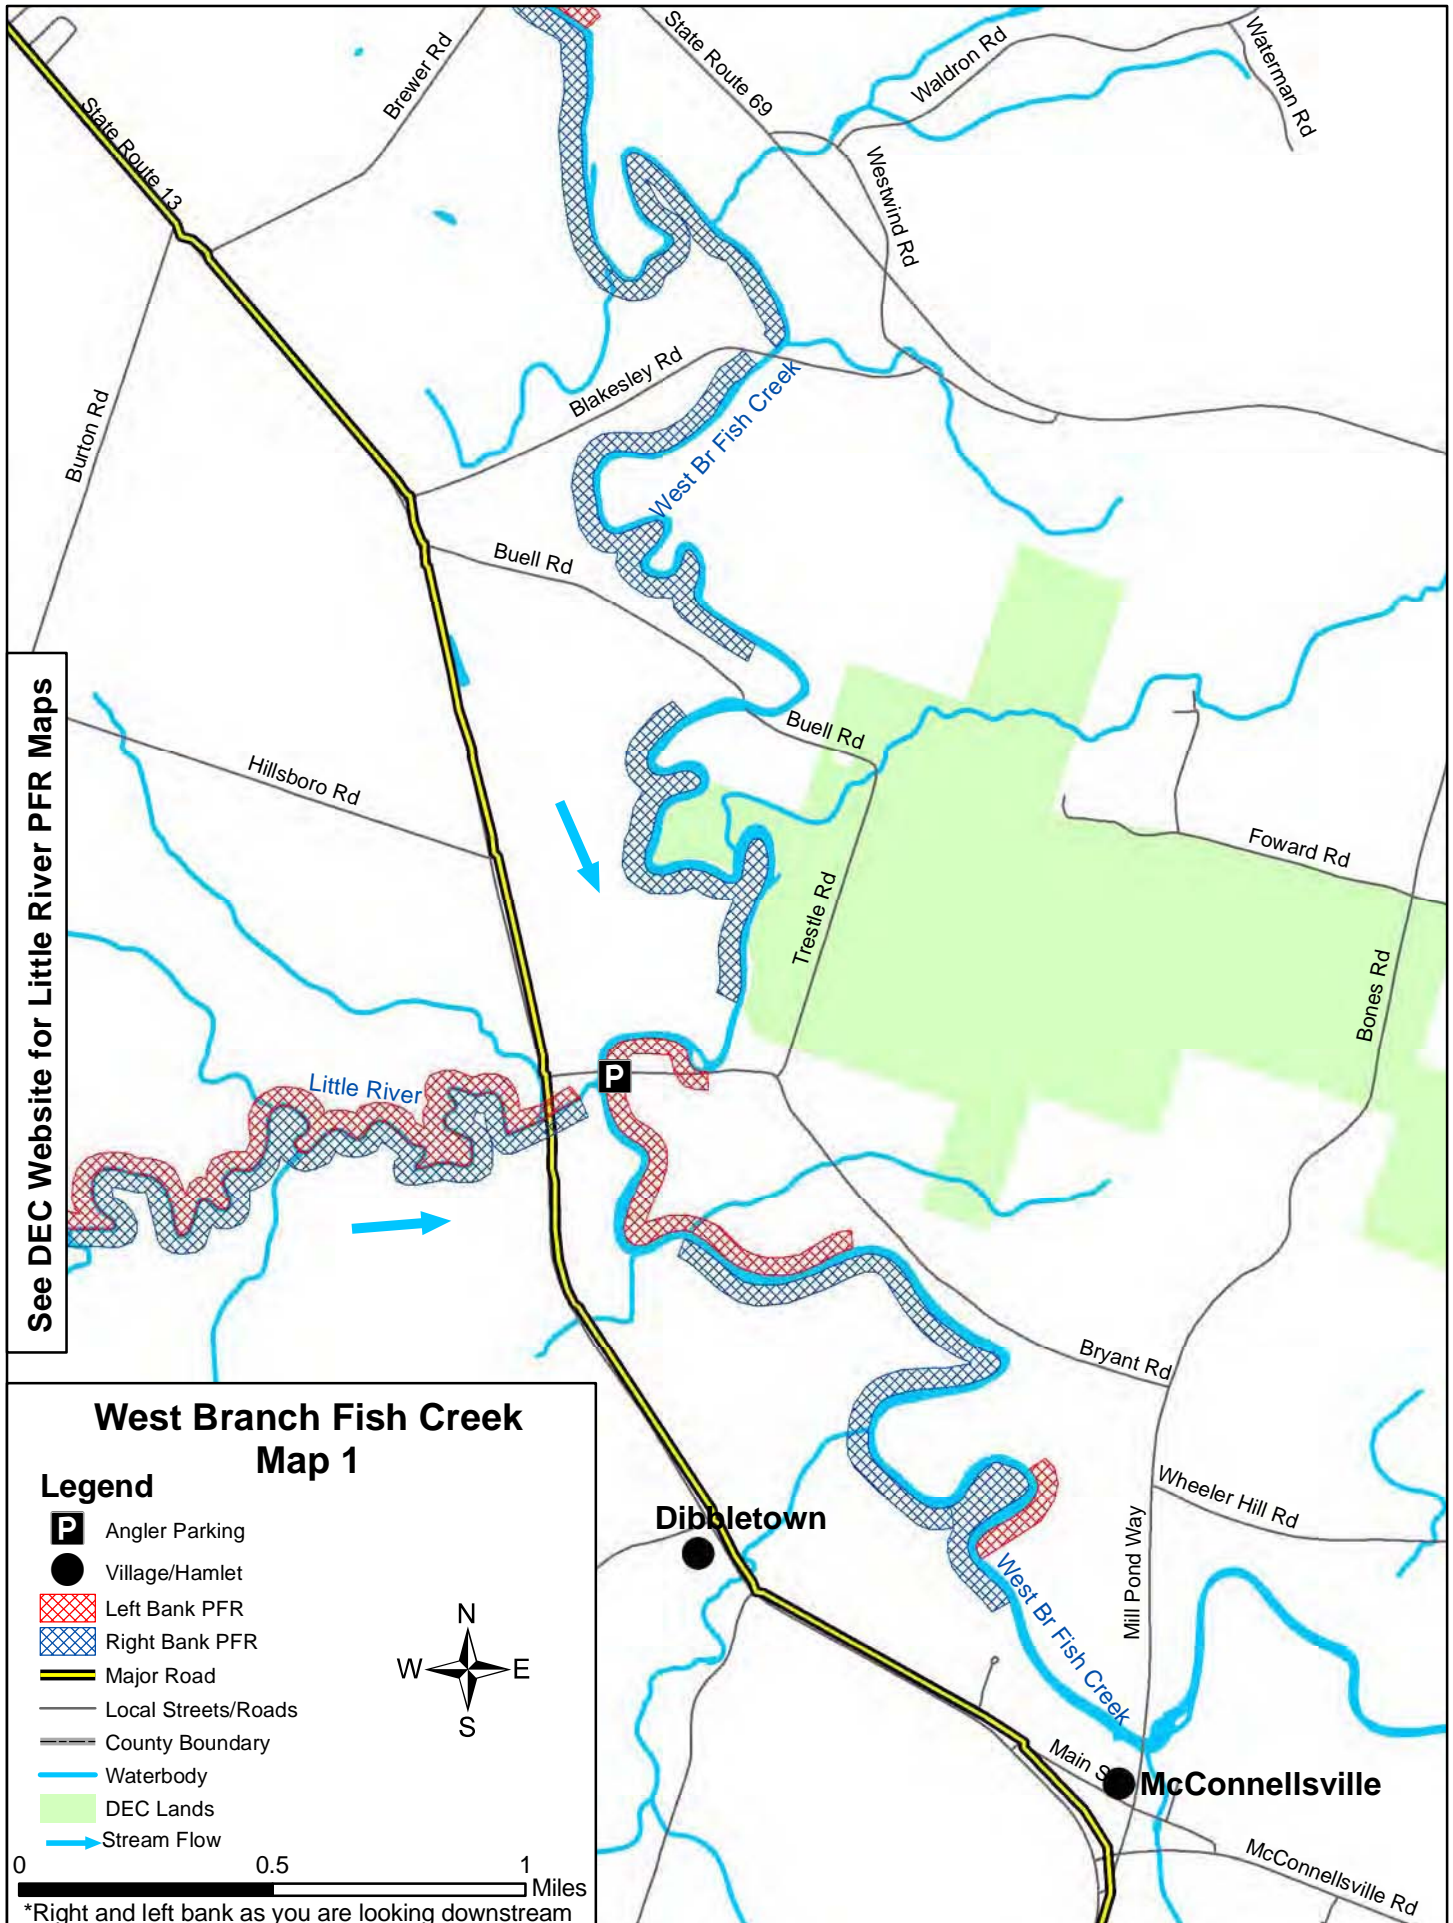 State Route 69
Waldron Rd
Waterman Rd
Brewer Rd
State Route 13
Westwind Rd
Blakesley Rd
West Br Fish Creek
Burton Rd
Buell Rd
Buell Rd
Hillsboro Rd
See DEC Website for Little River PFR Maps
Foward Rd
Trestle Rd
Bones Rd
P
Little River
Bryant Rd
Wheeler Hill Rd
Mill Pond Way
Dibbletown
West Br Fish Creek
Main S
McConnellsville
McConnellsville Rd
West Branch Fish Creek
Map 1
Legend
P Angler Parking
Village/Hamlet
Left Bank PFR
Right Bank PFR
Major Road
Local Streets/Roads
County Boundary
Waterbody
DEC Lands
Stream Flow
N
W E
S
0 0.5 1
Miles
*Right and left bank as you are looking downstream